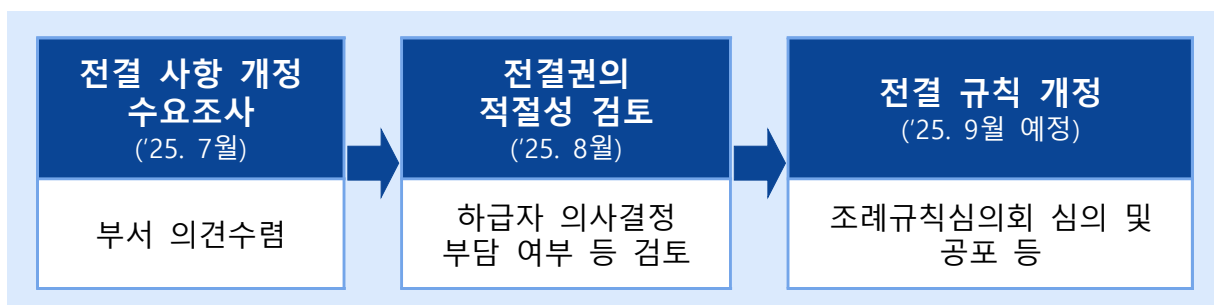 전결 사항 개정
수요조사
('25. 7월)
부서 의견수렴
전결권의
적절성 검토
('25. 8월)
하급자 의사결정
부담 여부 등 검토
전결 규칙 개정
('25. 9월 예정)
조례규칙심의회 심의 및
공포 등